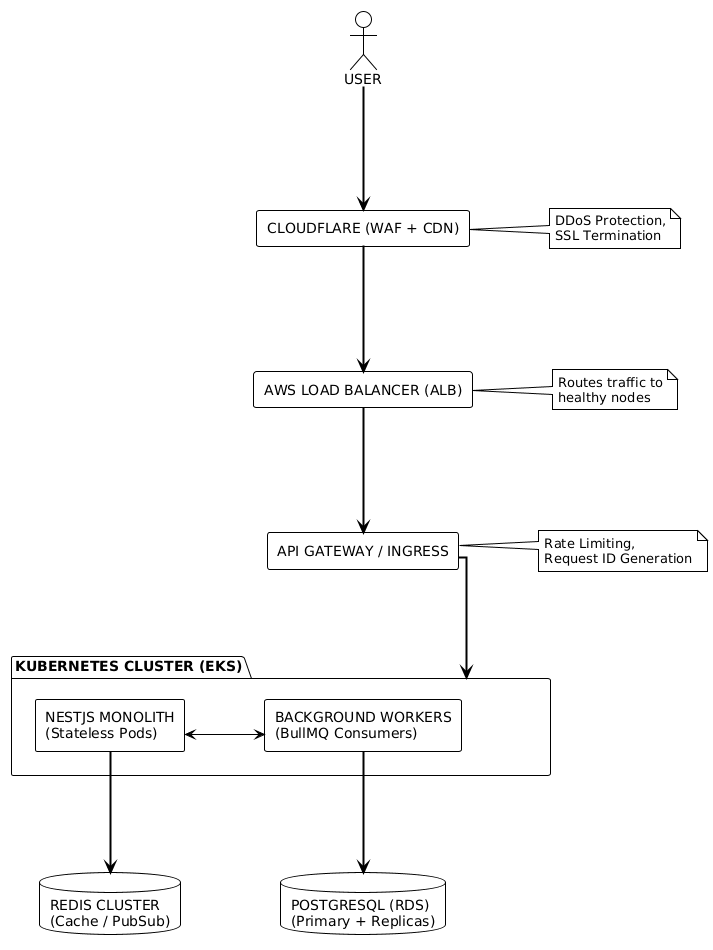 USER
CLOUDFLARE (WAF + CDN)
DDoS Protection,
SSL Termination
AWS LOAD BALANCER (ALB)
Routes traffic to
healthy nodes
API GATEWAY / INGRESS
Rate Limiting,
Request ID Generation
KUBERNETES CLUSTER (EKS)
NESTJS MONOLITH
(Stateless Pods)
BACKGROUND WORKERS
(BullMQ Consumers)
REDIS CLUSTER
(Cache / PubSub)
POSTGRESQL (RDS)
(Primary + Replicas)